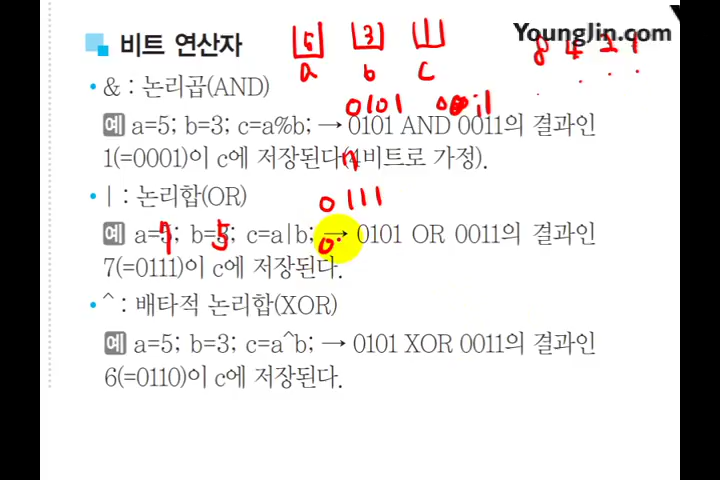 YoungJin.com
비트 연산자
5 3 1
a b c
8 4 2 1
• & : 논리곱(AND)
0101
예 a=5; b=3; c=a%b; → 0101 AND 0011의 결과인
1(=0001)이 c에 저장된다(4비트로 가정).
• | : 논리합(OR)
0111
예 a=5; b=3; c=a|b; → 0101 OR 0011의 결과인
7 5 0
7(=0111)이 c에 저장된다.
• ^ : 배타적 논리합(XOR)
예 a=5; b=3; c=a^b; → 0101 XOR 0011의 결과인
6(=0110)이 c에 저장된다.